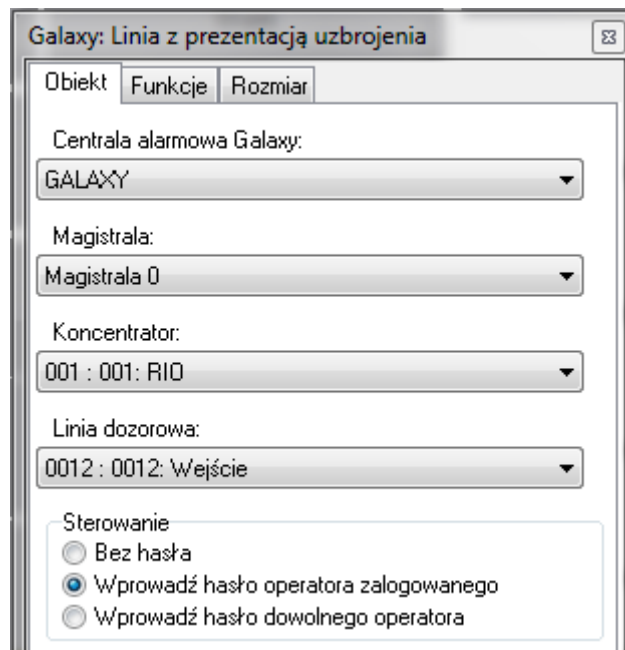 Galaxy: Linia z prezentacją uzbrojenia
Obiekt Funkcje Rozmiar
Centrala alarmowa Galaxy:
GALAXY
Magistrala:
Magistrala 0
Koncentrator:
001 : 001: RIO
Linia dozorowa:
0012 : 0012: Wejście
Sterowanie
Bez hasła
Wprowadź hasło operatora zalogowanego
Wprowadź hasło dowolnego operatora